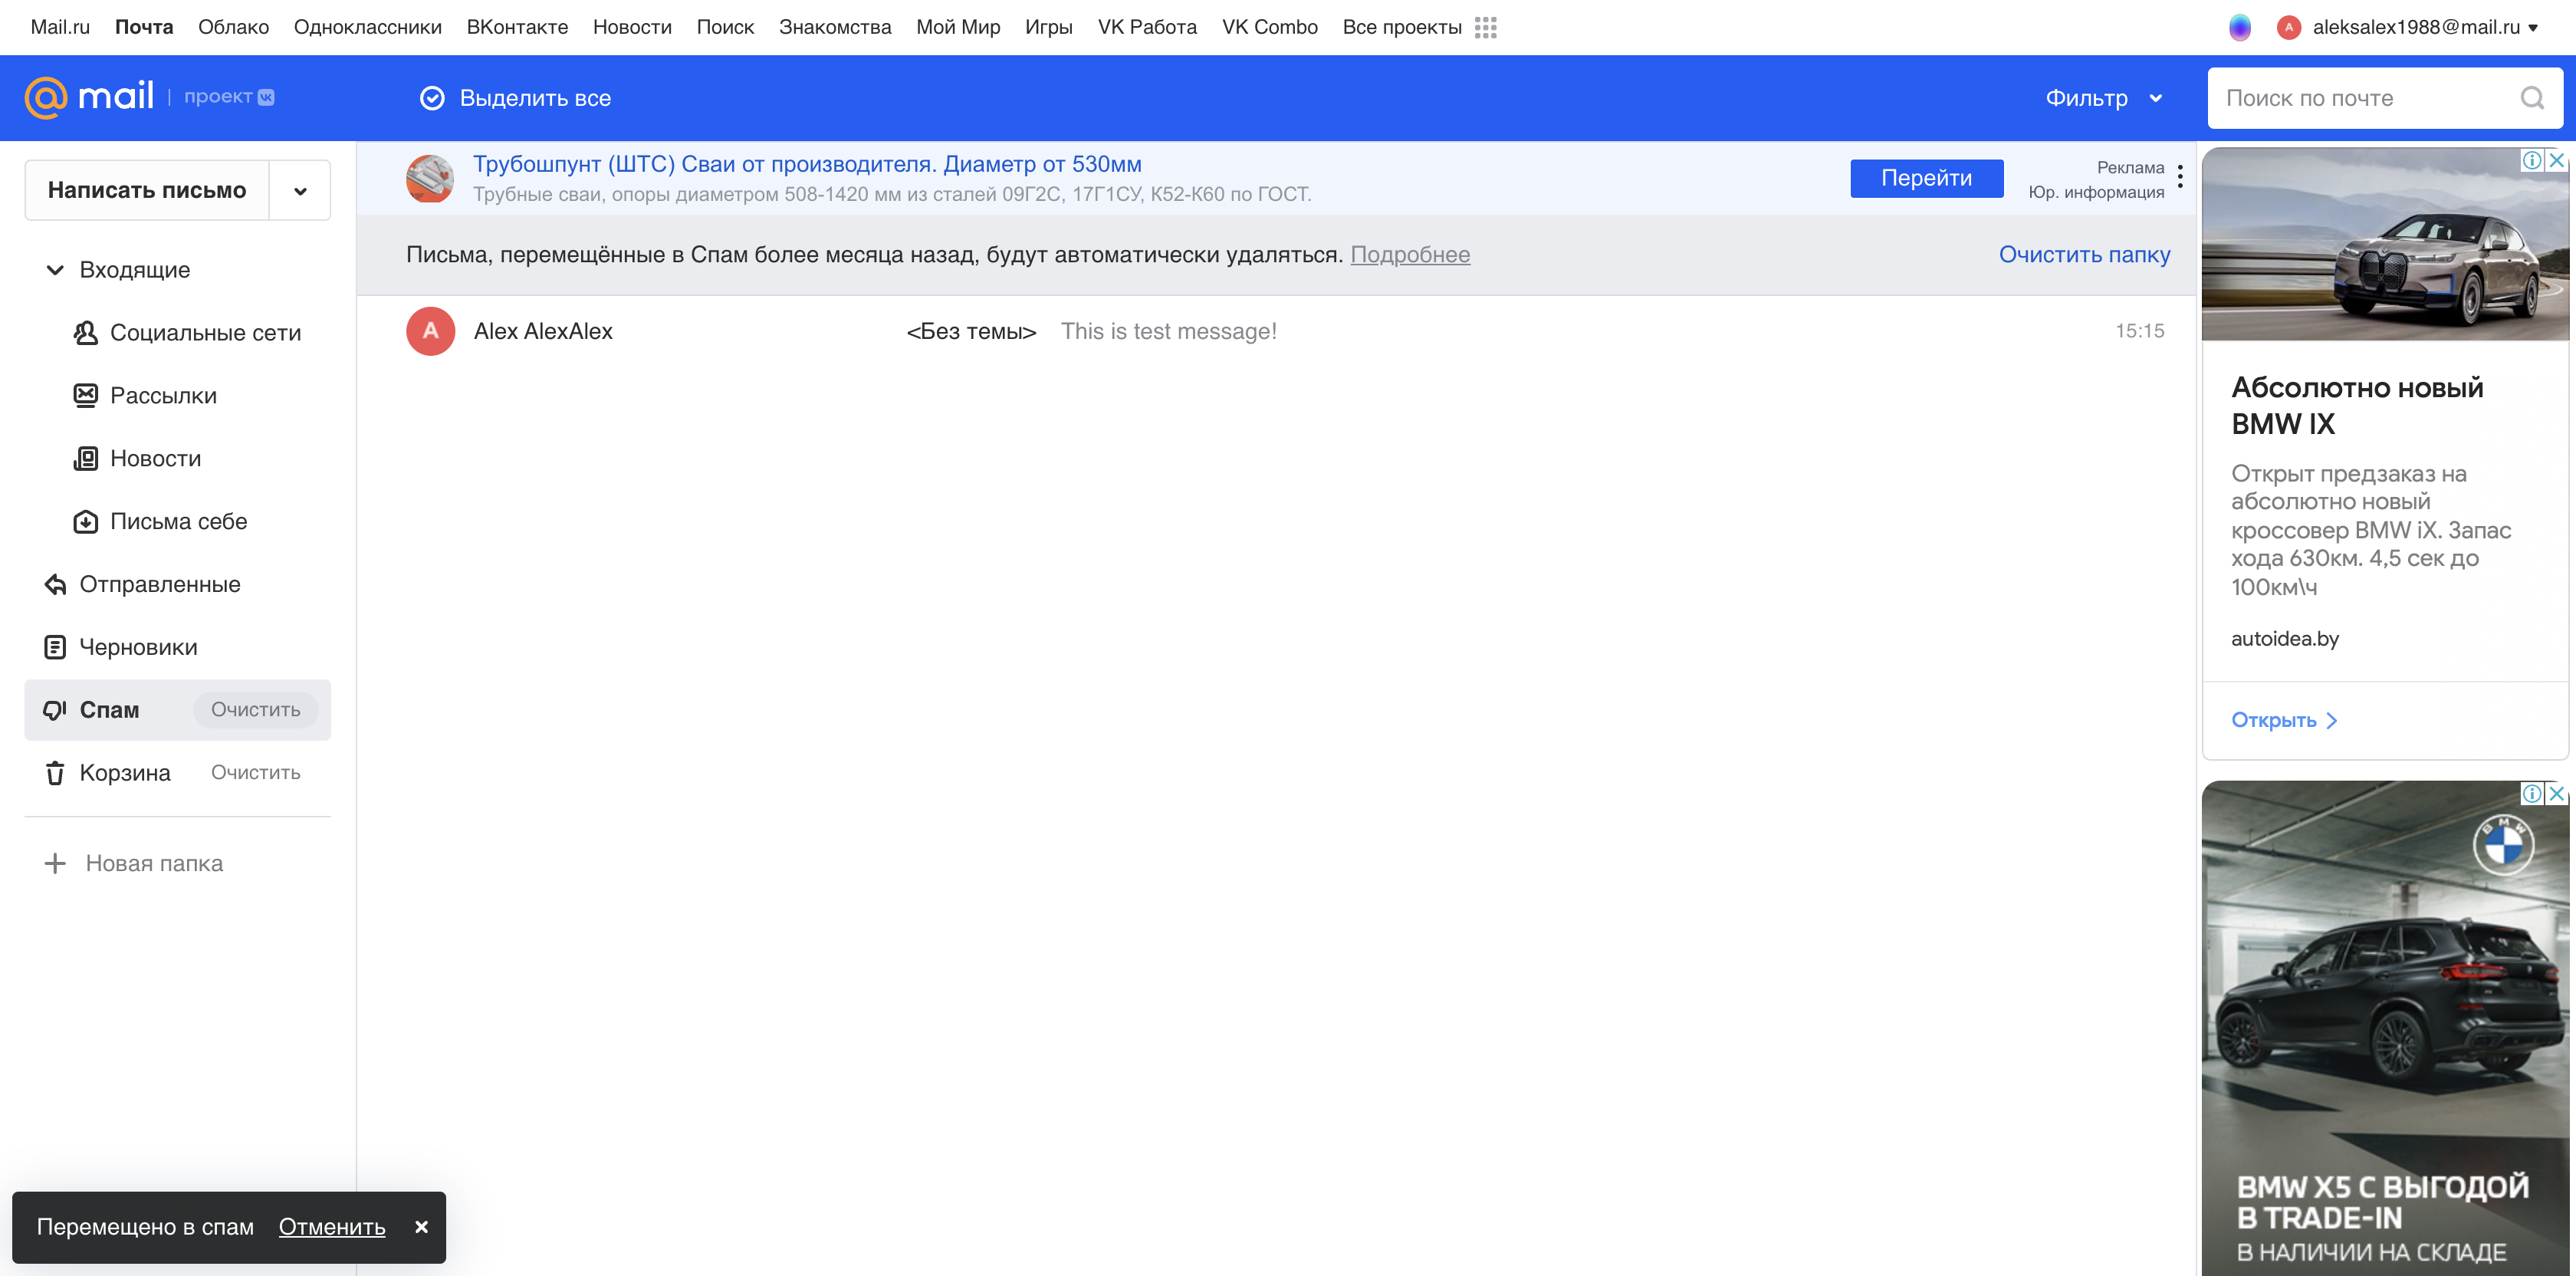 Mail.ru Почта Облако Одноклассники ВКонтакте Новости Поиск Знакомства Мой Мир Игры VK Работа VK Combo Все проекты
A aleksalex1988@mail.ru
@mail проект
Выделить все
Фильтр
Поиск по почте
Написать письмо
Входящие
Социальные сети
Рассылки
Новости
Письма себе
Отправленные
Черновики
Спам Очистить
Корзина Очистить
Новая папка
Трубошпунт (ШТС) Сваи от производителя. Диаметр от 530мм
Трубные сваи, опоры диаметром 508-1420 мм из сталей 09Г2С, 17Г1СУ, К52-К60 по ГОСТ.
Перейти
Реклама
Юр. информация
Письма, перемещённые в Спам более месяца назад, будут автоматически удаляться. Подробнее
Очистить папку
A Alex AlexAlex <Без темы> This is test message! 15:15
Абсолютно новый
BMW IX
Открыт предзаказ на
абсолютно новый
кроссовер BMW iX. Запас
хода 630км. 4,5 сек до
100км\ч
autoidea.by
Открыть
BMW
BMW X5 С ВЫГОДОЙ
В TRADE-IN
В НАЛИЧИИ НА СКЛАДЕ
Перемещено в спам Отменить